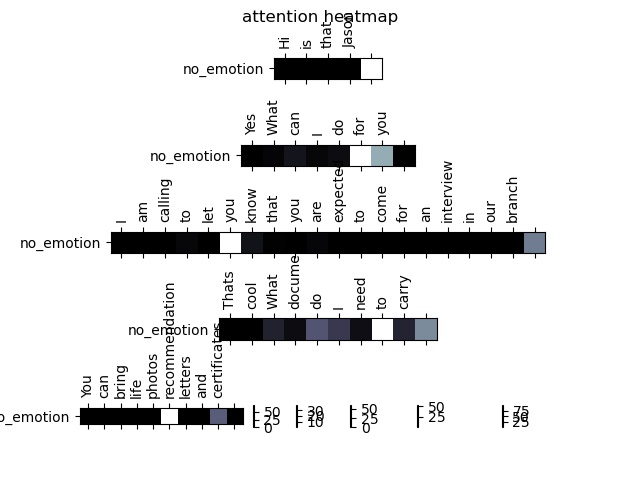 attention heatmap
Hi is that Jason
no_emotion
Yes What can I do for you
no_emotion
I am calling to let you know that you are expected to come for an interview in our branch
no_emotion
Thats cool What docume do I need to carry
no_emotion
You can bring life photos recommendation letters and certificates
no_emotion
50 30 50 50 75
25 20 25 25 50
0 10 0 25